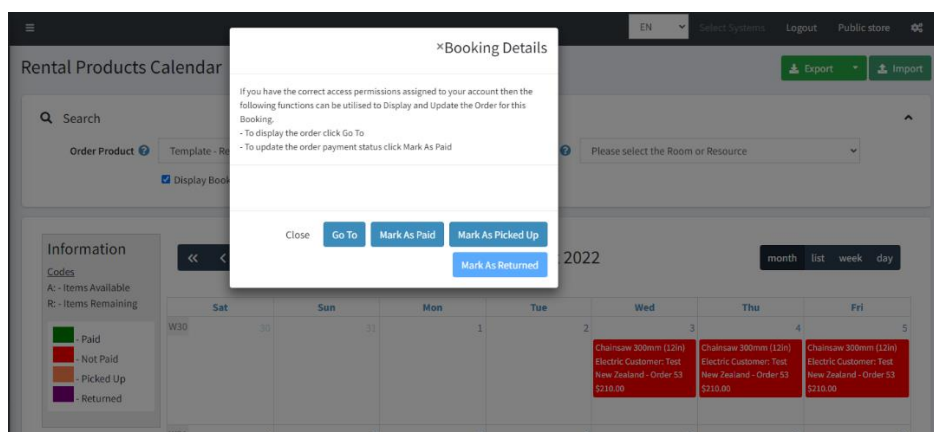 EN
Select Systems
Logout
Public store
×Booking Details
Rental Products Calendar
Export
Import
If you have the correct access permissions assigned to your account then the
following functions can be utilised to Display and Update the Order for this
Booking.
- To display the order click Go To
- To update the order payment status click Mark As Paid
Search
Order Product
Template - Re
Please select the Room or Resource
Display Book
Close
Go To
Mark As Paid
Mark As Picked Up
Mark As Returned
Information
Codes
A: - Items Available
R: - Items Remaining
- Paid
- Not Paid
- Picked Up
- Returned
2022
month
list
week
day
Sat
Sun
Mon
Tue
Wed
Thu
Fri
W30
30
31
1
2
3
4
5
Chainsaw 300mm (12in)
Electric Customer: Test
New Zealand - Order 53
$210.00
Chainsaw 300mm (12in)
Electric Customer: Test
New Zealand - Order 53
$210.00
Chainsaw 300mm (12in)
Electric Customer: Test
New Zealand - Order 53
$210.00